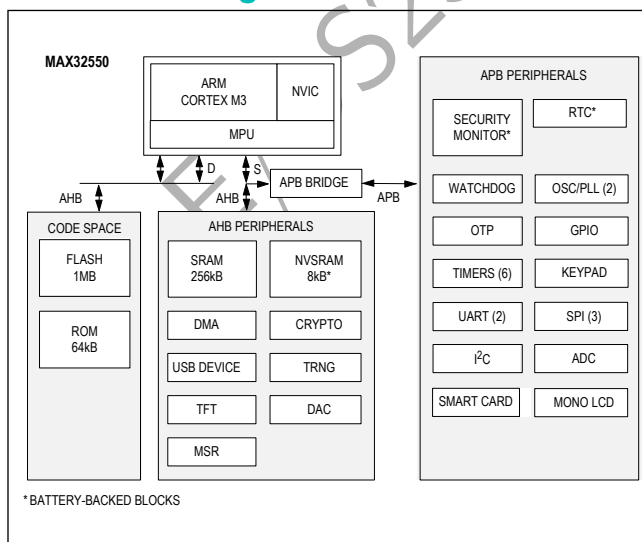 MAX32550
ARM
CORTEX M3
NVIC
MPU
D
S
AHB
AHB
APB BRIDGE
APB
CODE SPACE
FLASH
1MB
ROM
64kB
AHB PERIPHERALS
SRAM
256kB
NVSRAM
8kB*
DMA
CRYPTO
USB DEVICE
TRNG
TFT
DAC
MSR
APB PERIPHERALS
SECURITY
MONITOR*
RTC*
WATCHDOG
OSC/PLL (2)
OTP
GPIO
TIMERS (6)
KEYPAD
UART (2)
SPI (3)
I²C
ADC
SMART CARD
MONO LCD
* BATTERY-BACKED BLOCKS